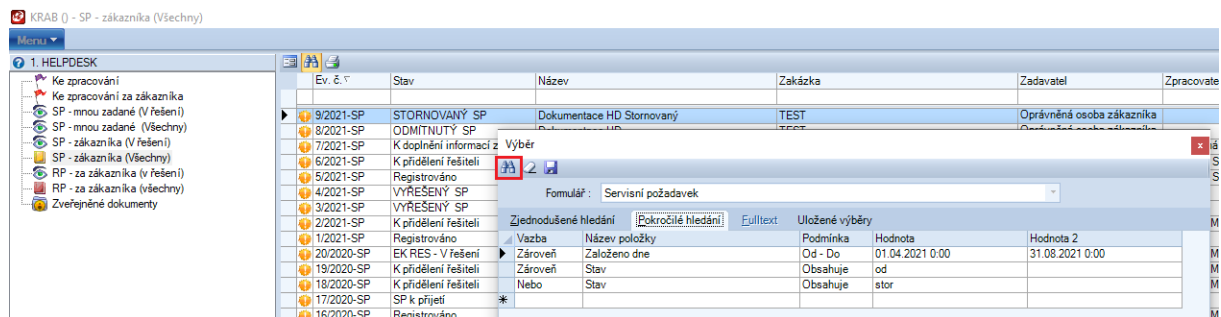 KRAB () - SP - zákazníka (Všechny)
Menu
1. HELPDESK
Ke zpracování
Ke zpracování za zákazníka
SP - mnou zadané (V řešení)
SP - mnou zadané (Všechny)
SP - zákazníka (V řešení)
SP - zákazníka (Všechny)
RP - za zákazníka (v řešení)
RP - za zákazníka (všechny)
Zveřejněné dokumenty
Ev. č. Stav Název Zakázka Zadavatel Zpracovate
9/2021-SP STORNOVANÝ SP Dokumentace HD Stornovaný TEST Oprávněná osoba zákazníka
8/2021-SP ODMÍTNUTÝ SP Dokumentace HD TEST Oprávněná osoba zákazníka
7/2021-SP K doplnění informací z
6/2021-SP K přidělení řešiteli
5/2021-SP Registrováno
4/2021-SP VYŘEŠENÝ SP
3/2021-SP VYŘEŠENÝ SP
2/2021-SP K přidělení řešiteli
1/2021-SP Registrováno
20/2020-SP EK RES - V řešení
19/2020-SP K přidělení řešiteli
18/2020-SP K přidělení řešiteli
17/2020-SP SP k přijetí
16/2020-SP Registrováno
Výběr
Formulář : Servisní požadavek
Zjednodušené hledání Pokročilé hledání Fulltext Uložené výběry
Vazba Název položky Podmínka Hodnota Hodnota 2
Zároveň Založeno dne Od - Do 01.04.2021 0:00 31.08.2021 0:00
Zároveň Stav Obsahuje od
Nebo Stav Obsahuje stor